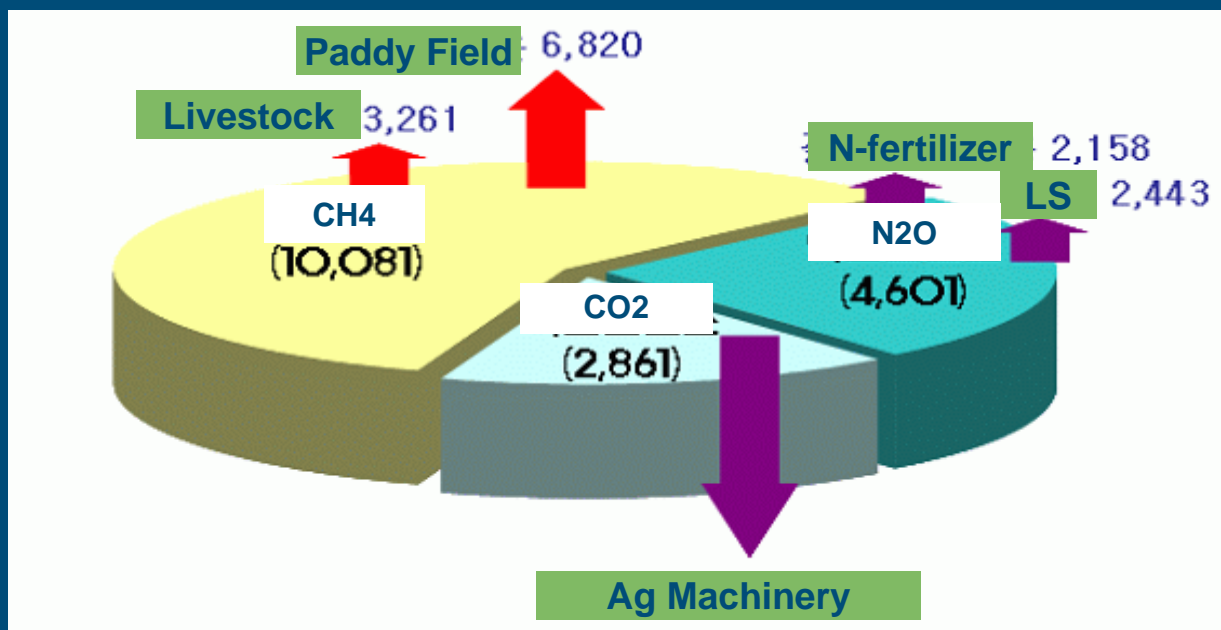 Paddy Field 6,820
Livestock 3,261
N-fertilizer 2,158
LS 2,443
CH4
(10,081)
N2O
(4,601)
CO2
(2,861)
Ag Machinery